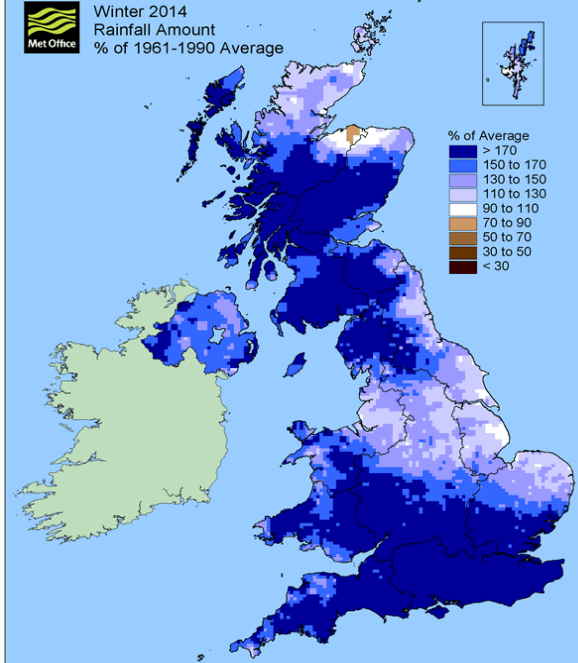 Met Office
Winter 2014
Rainfall Amount
% of 1961-1990 Average
% of Average
> 170
150 to 170
130 to 150
110 to 130
90 to 110
70 to 90
50 to 70
30 to 50
< 30